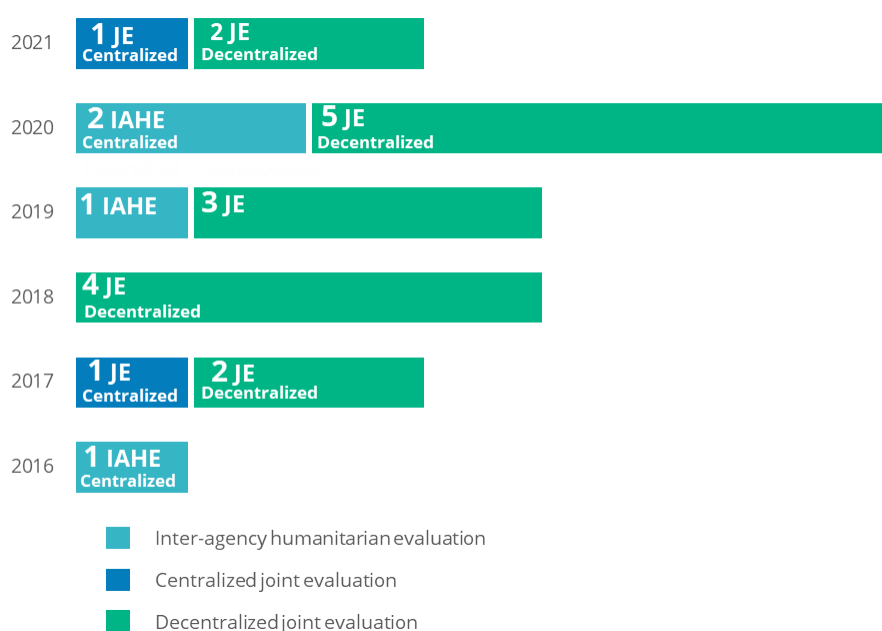 2021
1 JE
Centralized
2 JE
Decentralized
2020
2 IAHE
Centralized
5 JE
Decentralized
2019
1 IAHE
3 JE
2018
4 JE
Decentralized
2017
1 JE
Centralized
2 JE
Decentralized
2016
1 IAHE
Centralized
Inter-agency humanitarian evaluation
Centralized joint evaluation
Decentralized joint evaluation